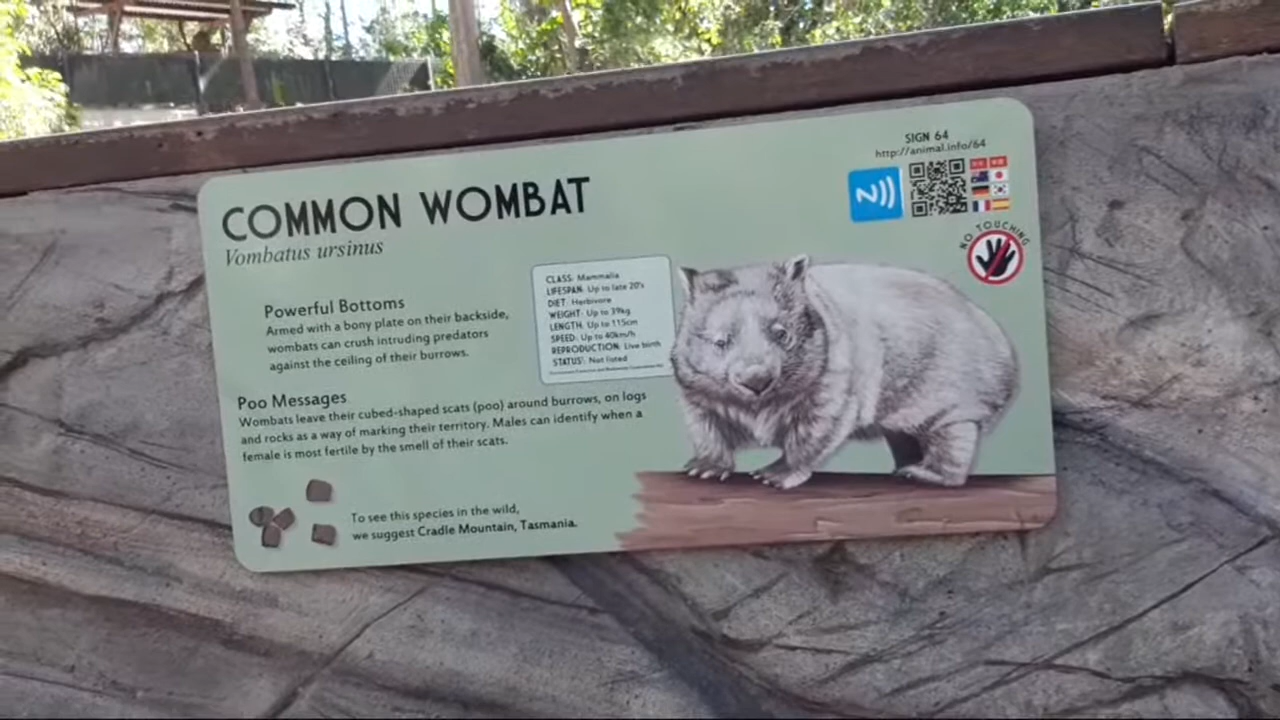 SIGN 64
http://animal.info/64
COMMON WOMBAT
Vombatus ursinus
NO TOUCHING
Powerful Bottoms
Armed with a bony plate on their backside,
wombats can crush intruding predators
against the ceiling of their burrows.
CLASS: Mammalia
LIFESPAN: Up to late 20's
DIET: Herbivore
WEIGHT: Up to 39kg
LENGTH: Up to 115cm
SPEED: Up to 40km/h
REPRODUCTION: Live birth
STATUS': Not listed
Poo Messages
Wombats leave their cubed-shaped scats (poo) around burrows, on logs
and rocks as a way of marking their territory. Males can identify when a
female is most fertile by the smell of their scats.
To see this species in the wild,
we suggest Cradle Mountain, Tasmania.